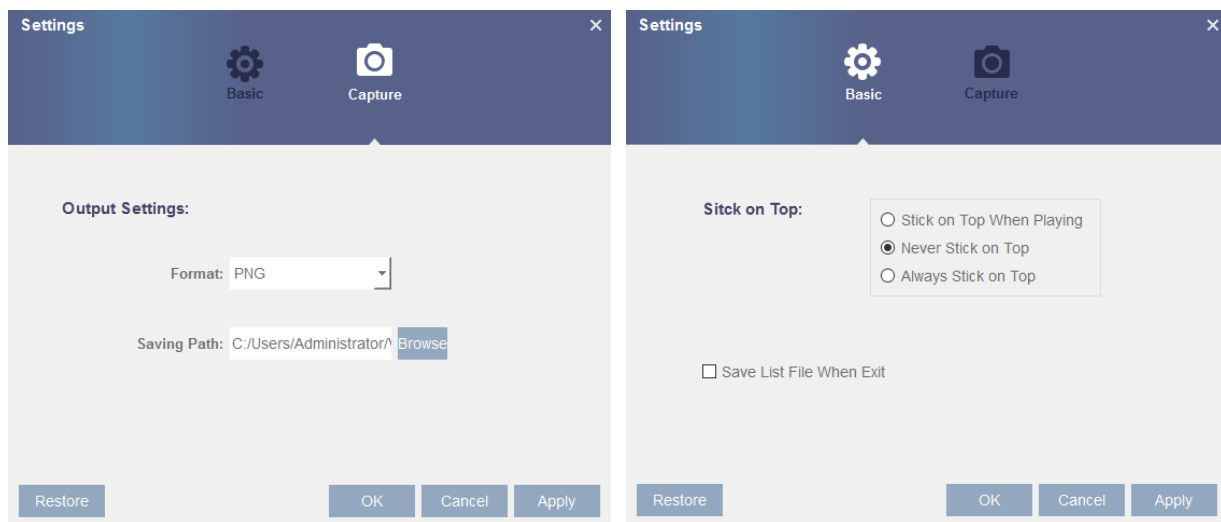 Settings
Basic
Capture
Output Settings:
Format: PNG
Saving Path: C:/Users/Administrator/ Browse
Restore
OK
Cancel
Apply
Settings
Basic
Capture
Sitck on Top:
Stick on Top When Playing
Never Stick on Top
Always Stick on Top
Save List File When Exit
Restore
OK
Cancel
Apply